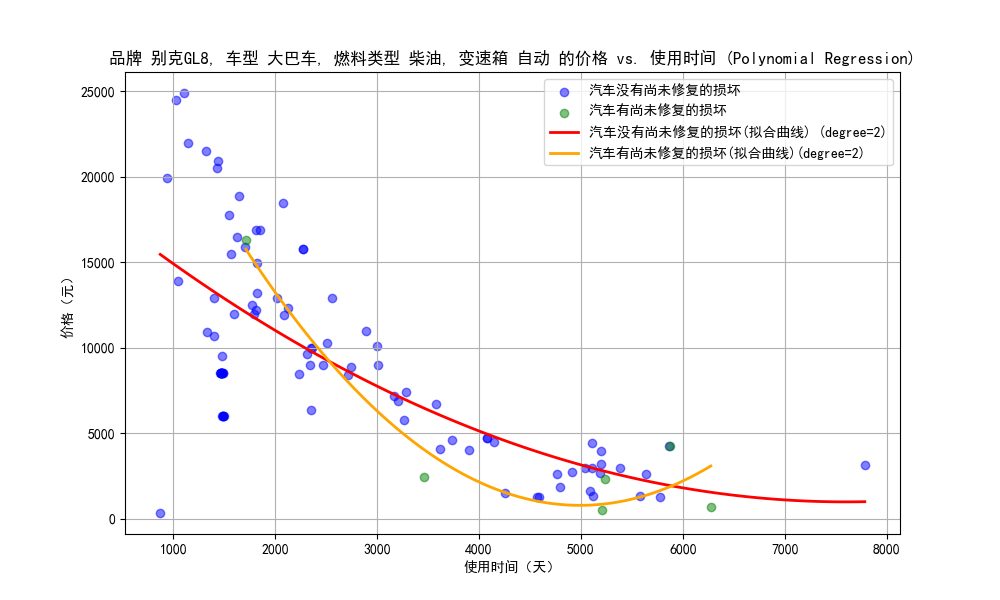 品牌 别克GL8, 车型 大巴车, 燃料类型 柴油, 变速箱 自动 的价格 vs. 使用时间 (Polynomial Regression)
汽车没有尚未修复的损坏
汽车有尚未修复的损坏
汽车没有尚未修复的损坏(拟合曲线) (degree=2)
汽车有尚未修复的损坏(拟合曲线)(degree=2)
价格（元）
25000
20000
15000
10000
5000
0
1000 2000 3000 4000 5000 6000 7000 8000
使用时间（天）